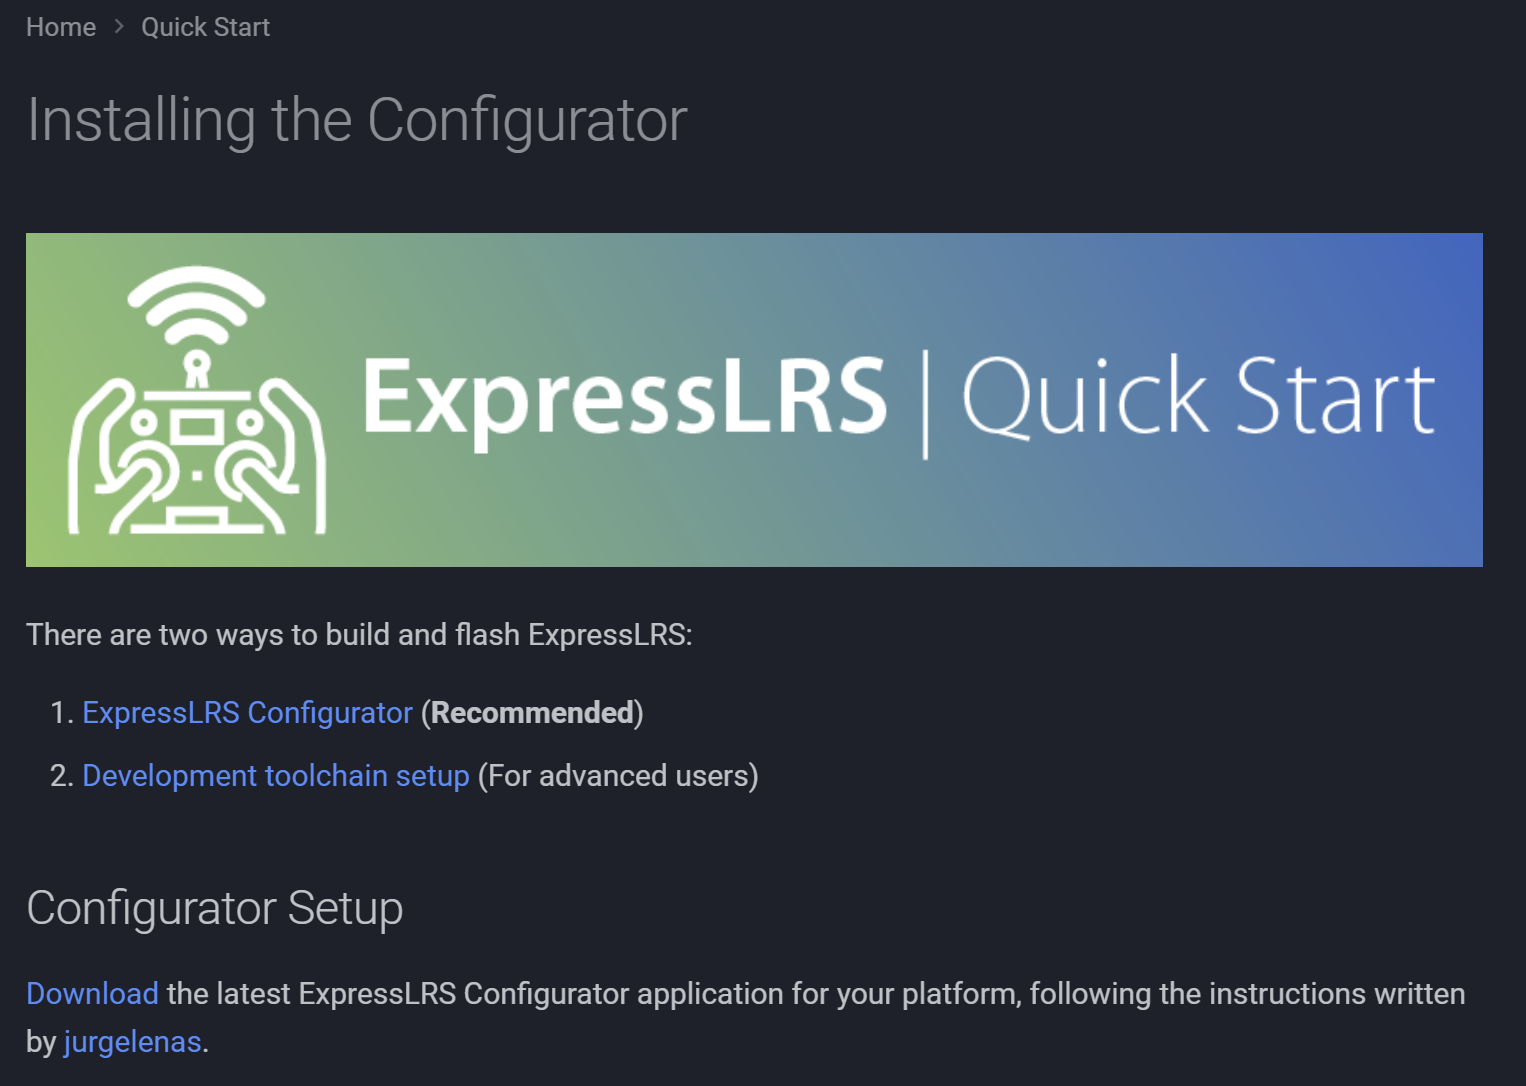 Home > Quick Start
Installing the Configurator
ExpressLRS | Quick Start
There are two ways to build and flash ExpressLRS:
1. ExpressLRS Configurator (Recommended)
2. Development toolchain setup (For advanced users)
Configurator Setup
Download the latest ExpressLRS Configurator application for your platform, following the instructions written
by jurgelenas.